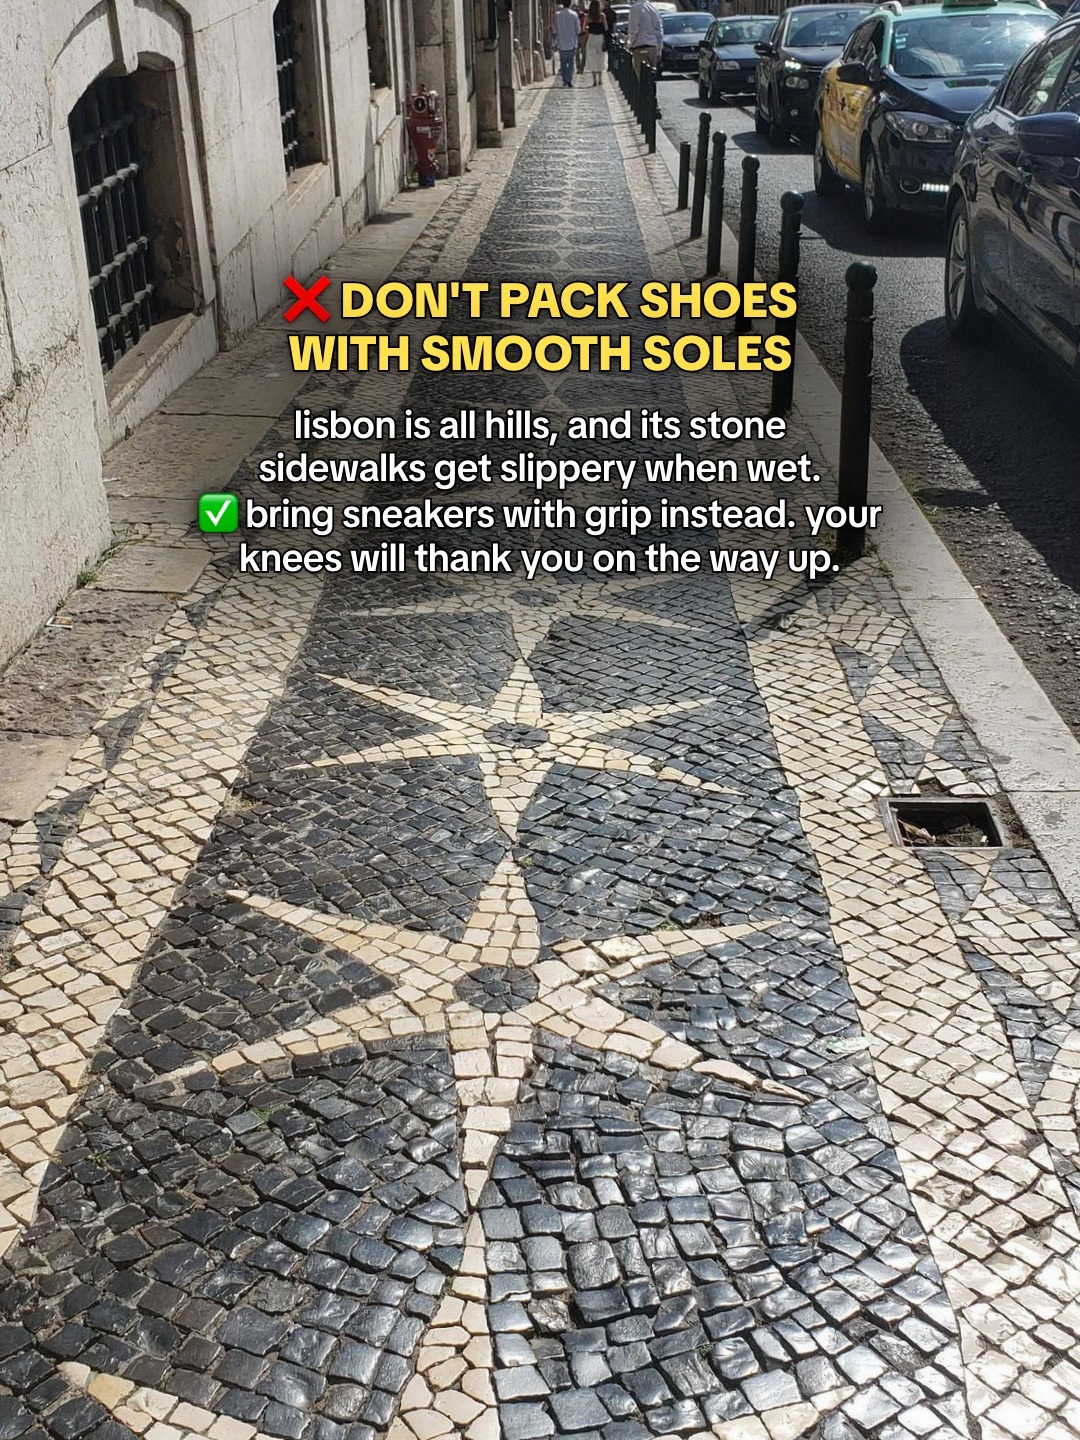 ❌ DON'T PACK SHOES
WITH SMOOTH SOLES
lisbon is all hills, and its stone
sidewalks get slippery when wet.
✅ bring sneakers with grip instead. your
knees will thank you on the way up.